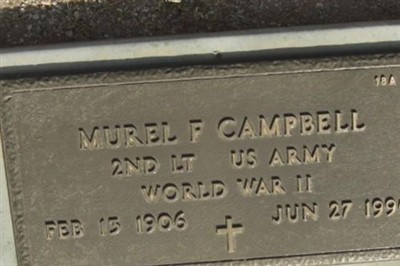 18A
MUREL F CAMPBELL
2ND LT US ARMY
WORLD WAR II
FEB 15 1906 JUN 27